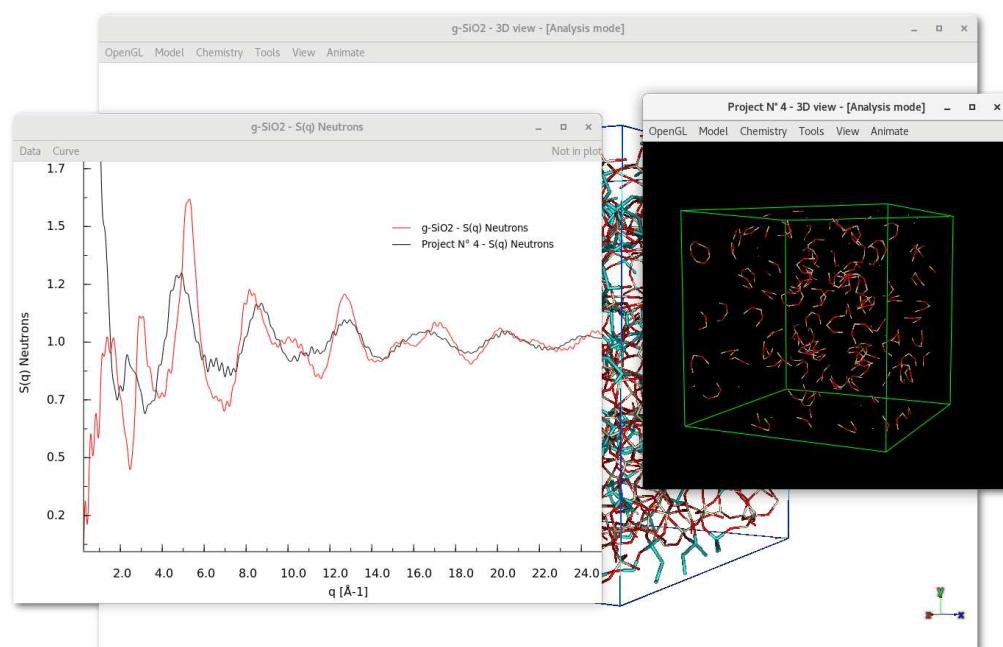 g-SiO2 - 3D view - [Analysis mode]
OpenGL Model Chemistry Tools View Animate
Project N° 4 - 3D view - [Analysis mode]
OpenGL Model Chemistry Tools View Animate
g-SiO2 - S(q) Neutrons
Data Curve Not in plot
1.7
1.5
1.2
1.0
0.7
0.5
0.2
S(q) Neutrons
g-SiO2 - S(q) Neutrons
Project N° 4 - S(q) Neutrons
2.0 4.0 6.0 8.0 10.0 12.0 14.0 16.0 18.0 20.0 22.0 24.0
q [Å-1]
y
x